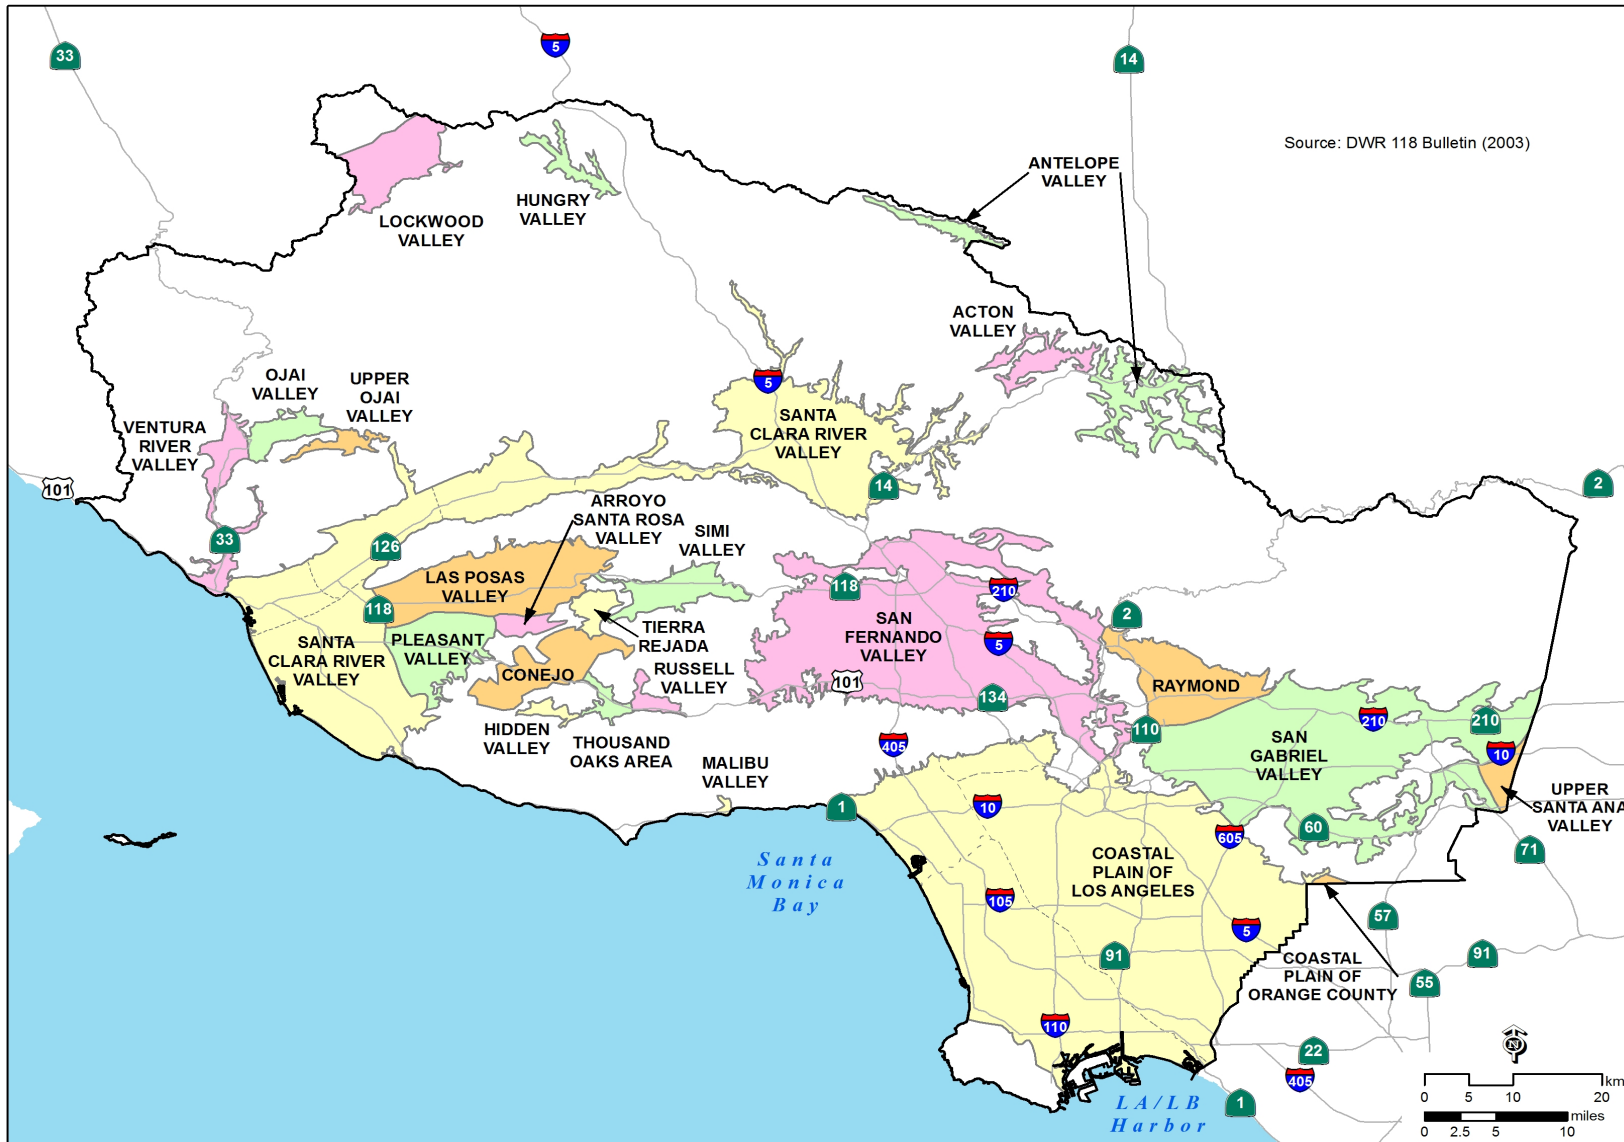 33
5
14
Source: DWR 118 Bulletin (2003)
ANTELOPE
VALLEY
LOCKWOOD
VALLEY
HUNGRY
VALLEY
ACTON
VALLEY
OJAI
VALLEY
UPPER
OJAI
VALLEY
VENTURA
RIVER
VALLEY
5
SANTA
CLARA RIVER
VALLEY
101
14
2
ARROYO
SANTA ROSA
VALLEY
SIMI
VALLEY
33
126
LAS POSAS
VALLEY
118
118
210
SAN
FERNANDO
VALLEY
5
2
SANTA
CLARA RIVER
VALLEY
PLEASANT
VALLEY
TIERRA
REJADA
CONEJO
RUSSELL
VALLEY
101
134
RAYMOND
110
210
210
HIDDEN
VALLEY
THOUSAND
OAKS AREA
405
SAN
GABRIEL
VALLEY
10
MALIBU
VALLEY
1
10
UPPER
SANTA ANA
VALLEY
605
60
71
Santa
Monica
Bay
COASTAL
PLAIN OF
LOS ANGELES
105
5
57
91
91
COASTAL
PLAIN OF
ORANGE COUNTY
55
110
22
405
1
LA/LB
Harbor
N
km
0 5 10 20
miles
0 2.5 5 10